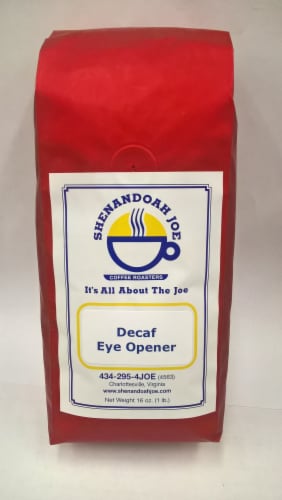 SHENANDOAH JOE
COFFEE ROASTERS
It's All About The Joe
Decaf
Eye Opener
434-295-4JOE (4563)
Charlottesville, Virginia
www.shenandoahjoe.com
Net Weight 16 oz. (1 lb.)